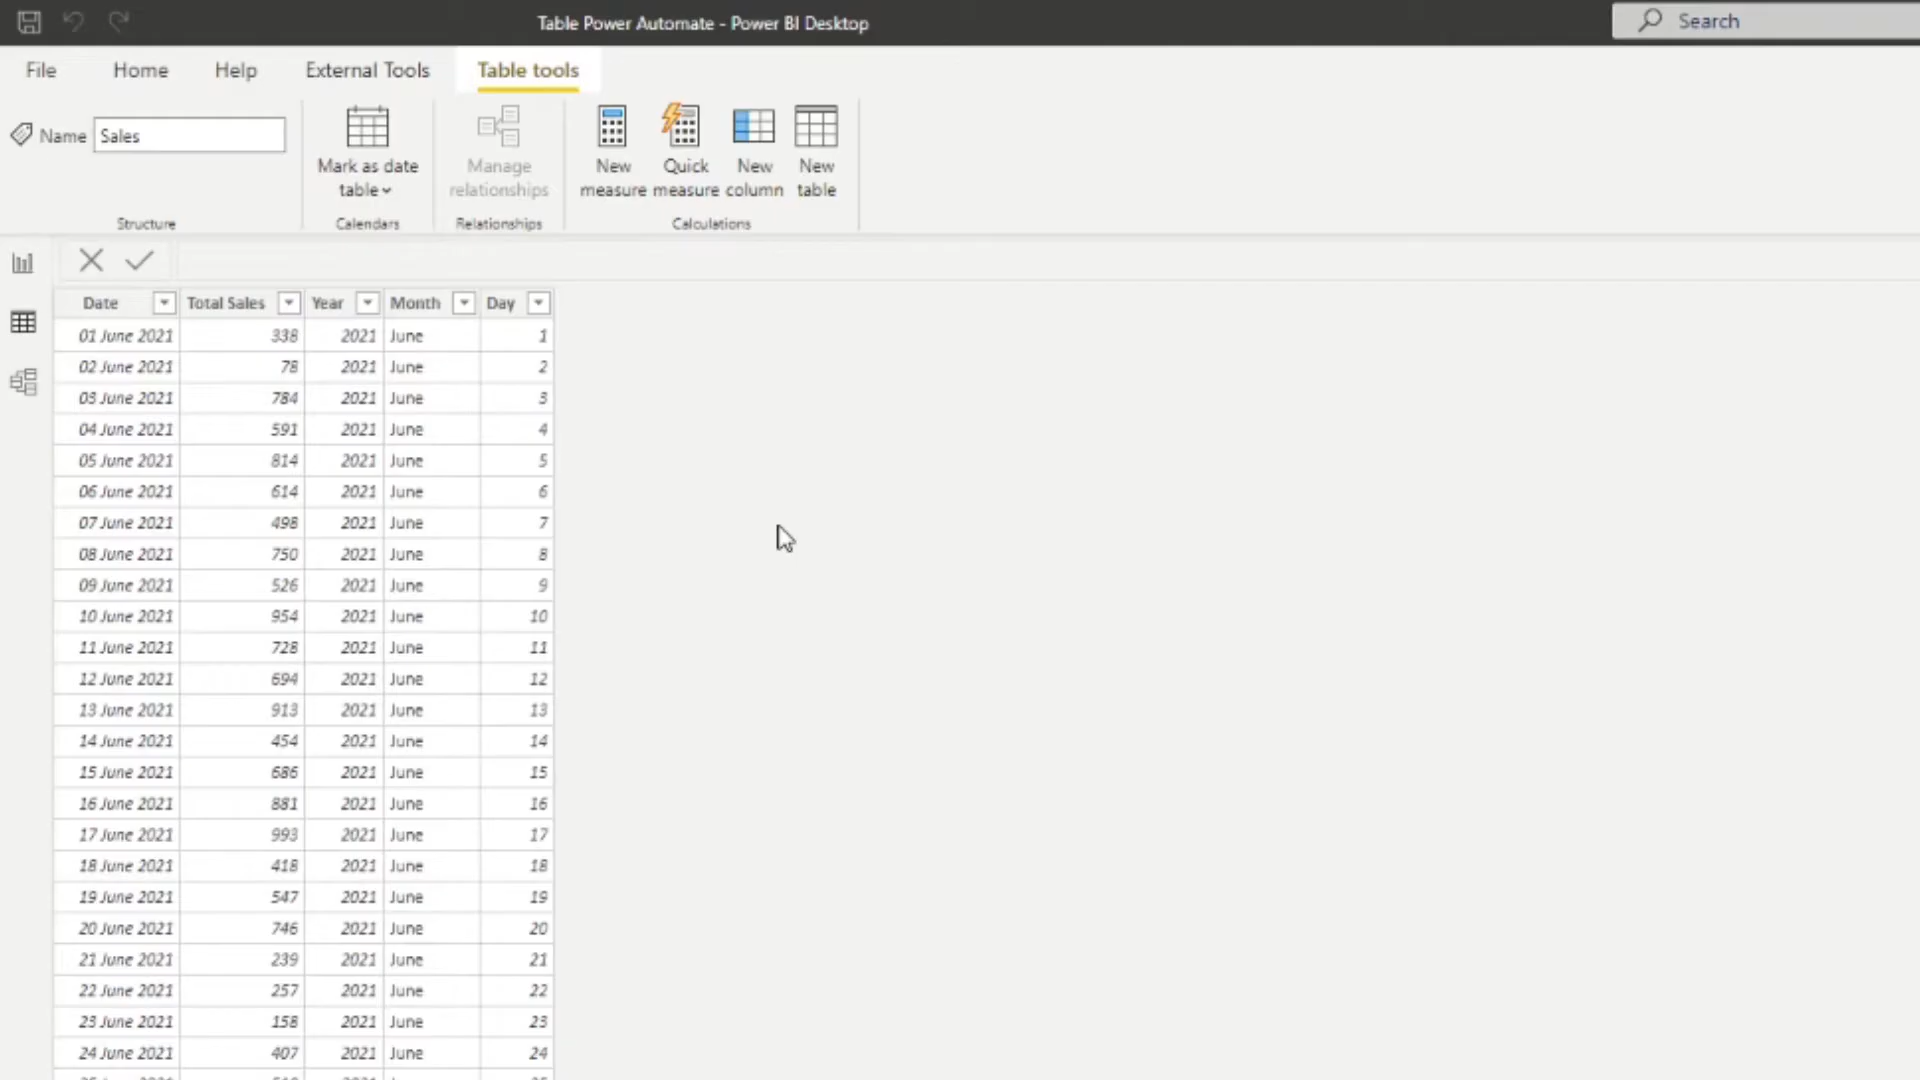 Table Power Automate - Power BI Desktop
Search
File Home Help External Tools Table tools
Name Sales
Mark as date table
Manage relationships
New measure
Quick measure
New column
New table
Structure Calendars Relationships Calculations
Date Total Sales Year Month Day
01 June 2021 338 2021 June 1
02 June 2021 78 2021 June 2
03 June 2021 784 2021 June 3
04 June 2021 591 2021 June 4
05 June 2021 814 2021 June 5
06 June 2021 614 2021 June 6
07 June 2021 498 2021 June 7
08 June 2021 750 2021 June 8
09 June 2021 526 2021 June 9
10 June 2021 954 2021 June 10
11 June 2021 728 2021 June 11
12 June 2021 694 2021 June 12
13 June 2021 913 2021 June 13
14 June 2021 454 2021 June 14
15 June 2021 686 2021 June 15
16 June 2021 881 2021 June 16
17 June 2021 993 2021 June 17
18 June 2021 418 2021 June 18
19 June 2021 547 2021 June 19
20 June 2021 746 2021 June 20
21 June 2021 239 2021 June 21
22 June 2021 257 2021 June 22
23 June 2021 158 2021 June 23
24 June 2021 407 2021 June 24